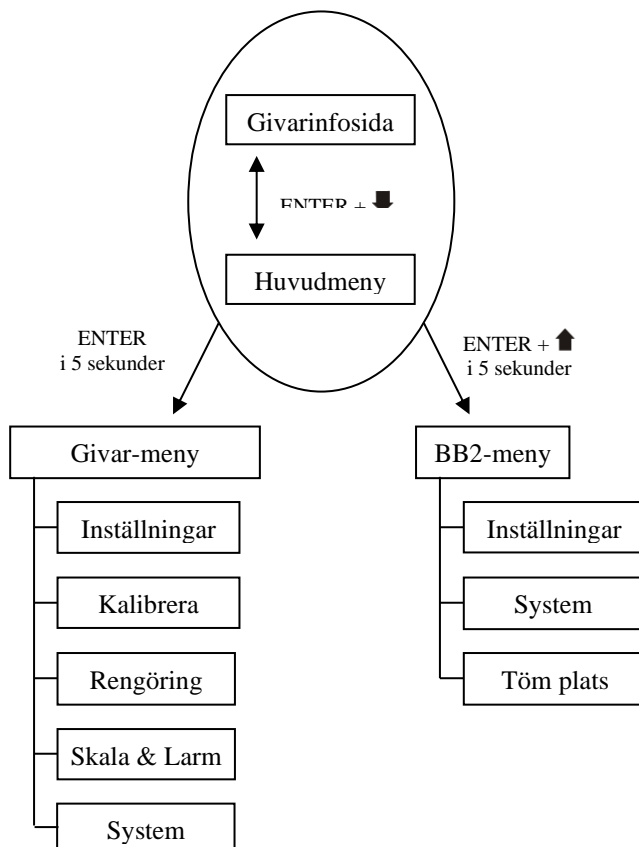 Givarinfosida
ENTER + ⬇
Huvudmeny
ENTER
i 5 sekunder
ENTER + ⬆
i 5 sekunder
Givar-meny
Inställningar
Kalibrera
Rengöring
Skala & Larm
System
BB2-meny
Inställningar
System
Töm plats